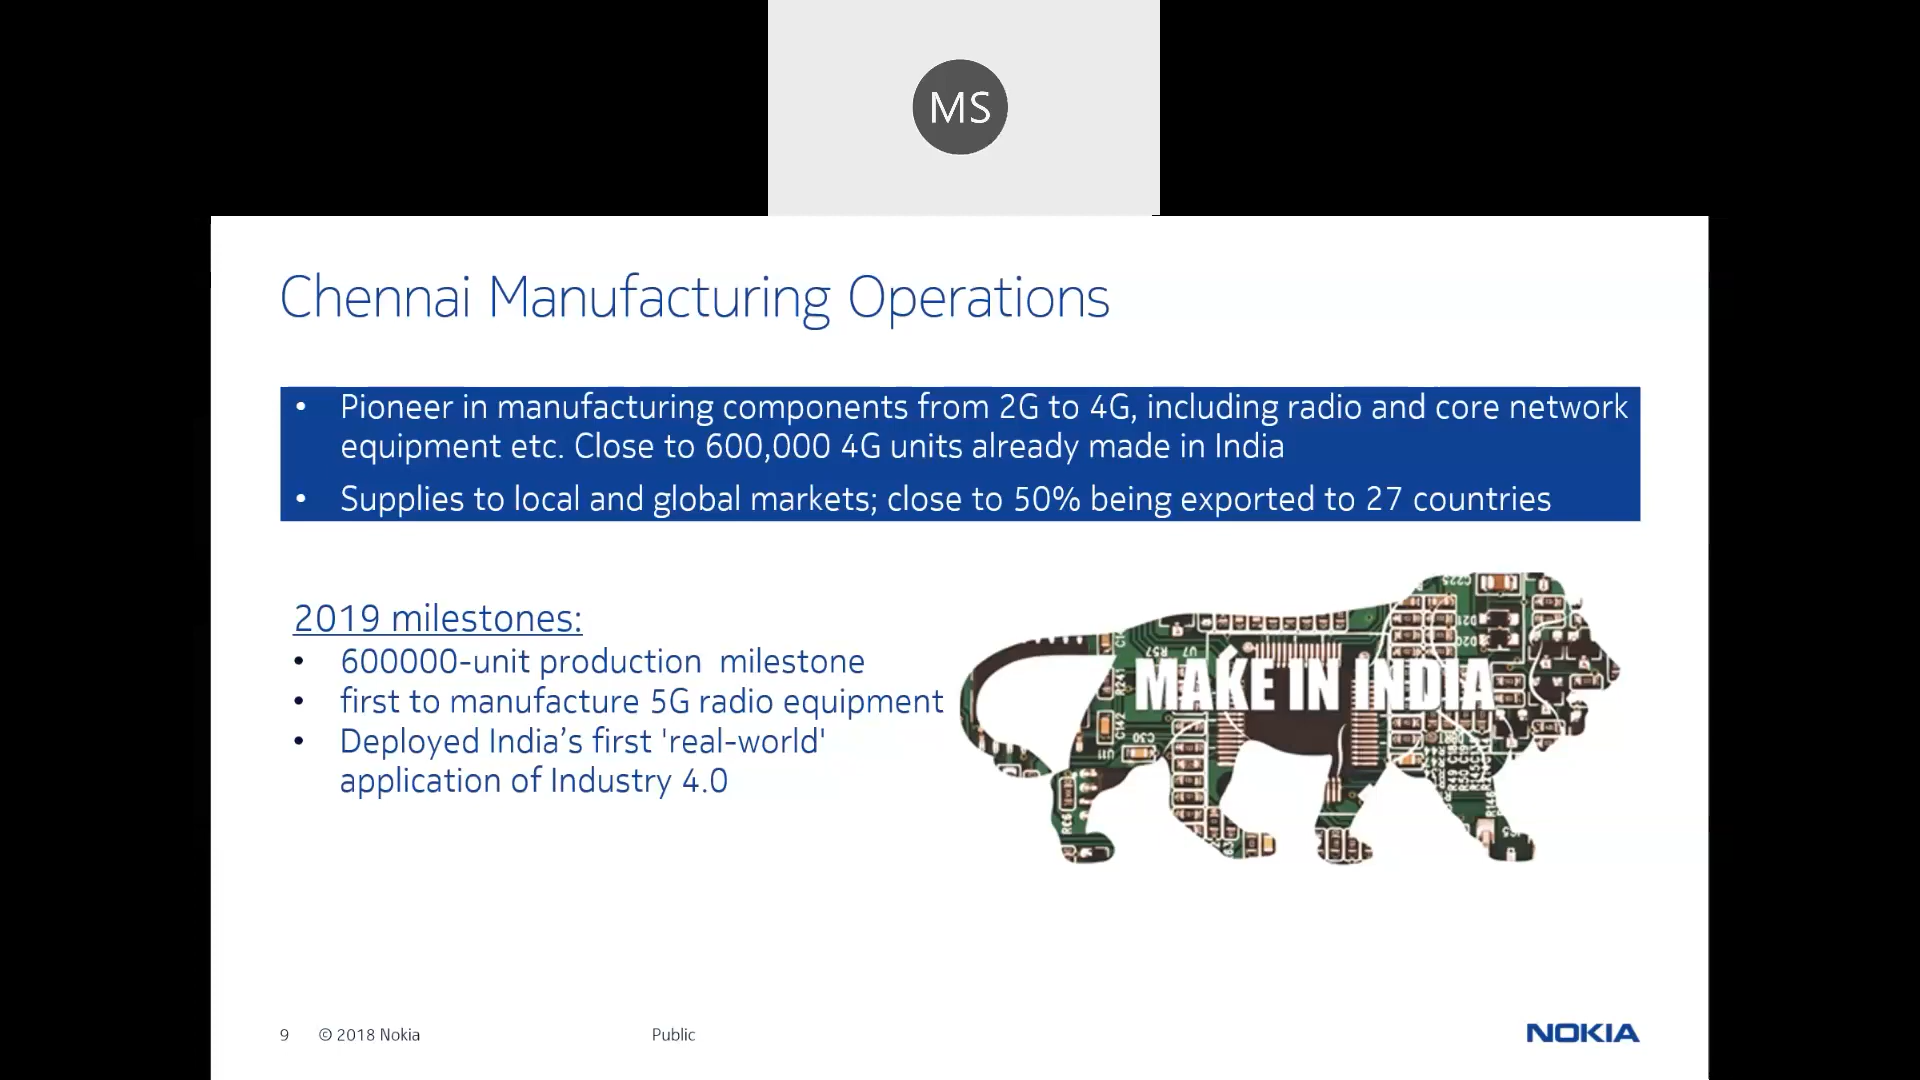 MS
Chennai Manufacturing Operations
• Pioneer in manufacturing components from 2G to 4G, including radio and core network
equipment etc. Close to 600,000 4G units already made in India
• Supplies to local and global markets; close to 50% being exported to 27 countries
2019 milestones:
• 600000-unit production milestone
• first to manufacture 5G radio equipment
• Deployed India’s first 'real-world'
application of Industry 4.0
MAKE IN INDIA
9 © 2018 Nokia Public NOKIA